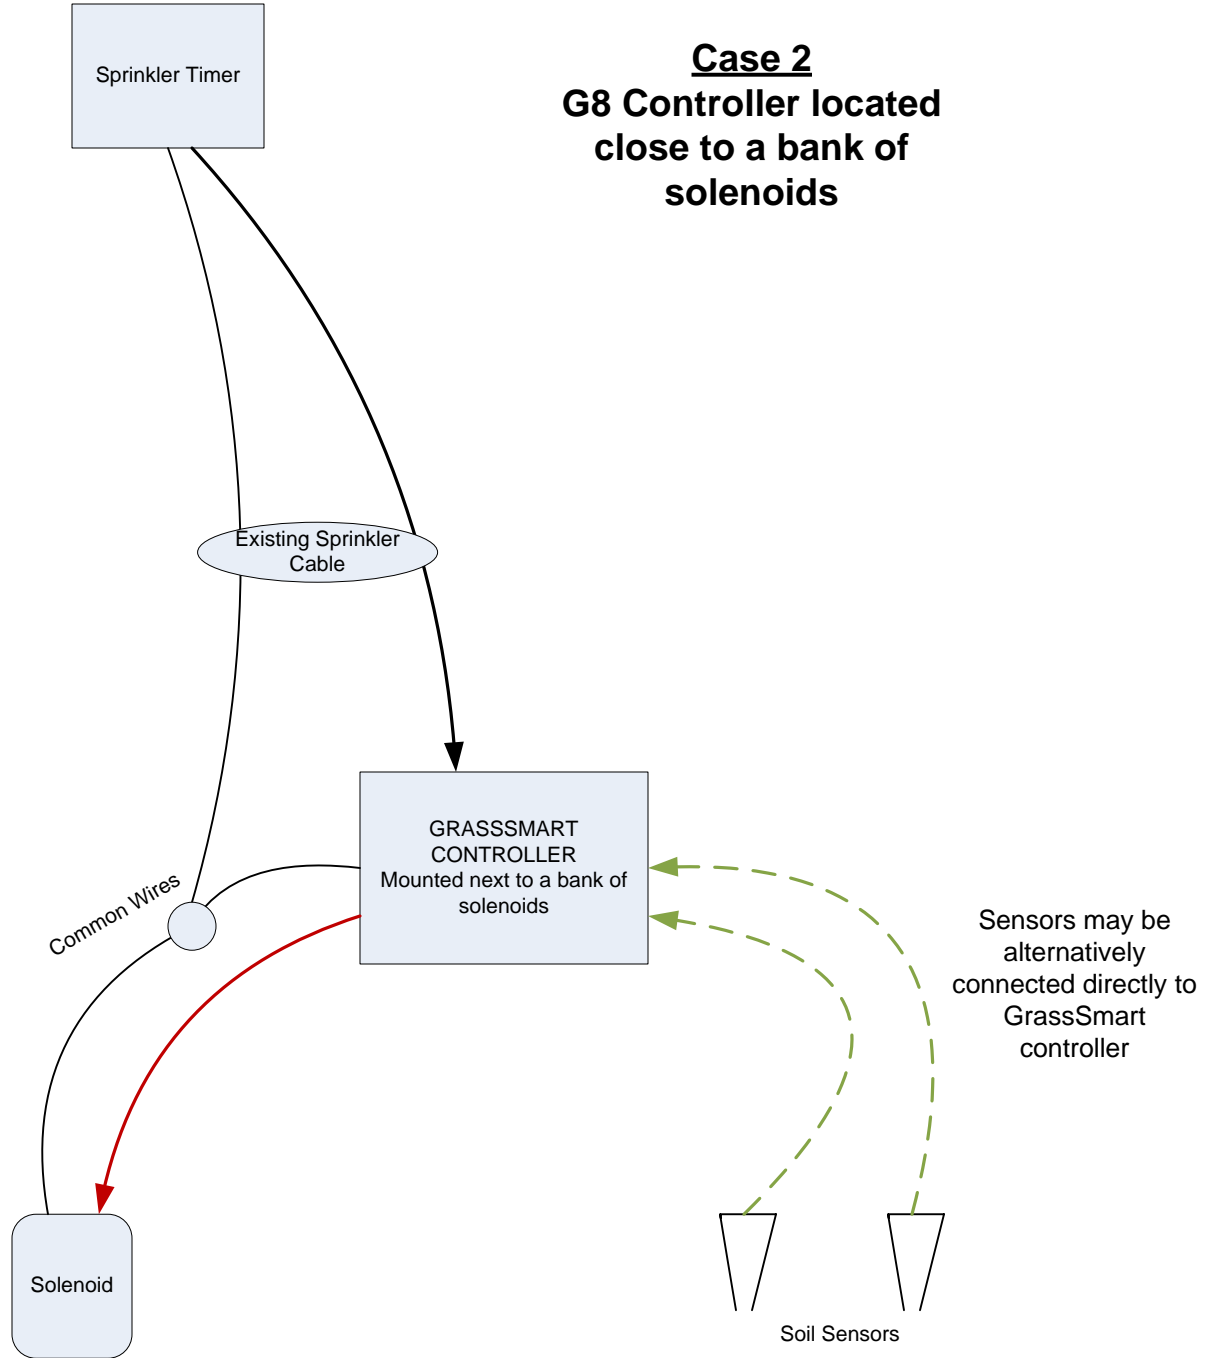 Sprinkler Timer
Case 2
G8 Controller located
close to a bank of
solenoids
Existing Sprinkler
Cable
GRASSSMART
CONTROLLER
Mounted next to a bank of
solenoids
Common Wires
Sensors may be
alternatively
connected directly to
GrassSmart
controller
Solenoid
Soil Sensors